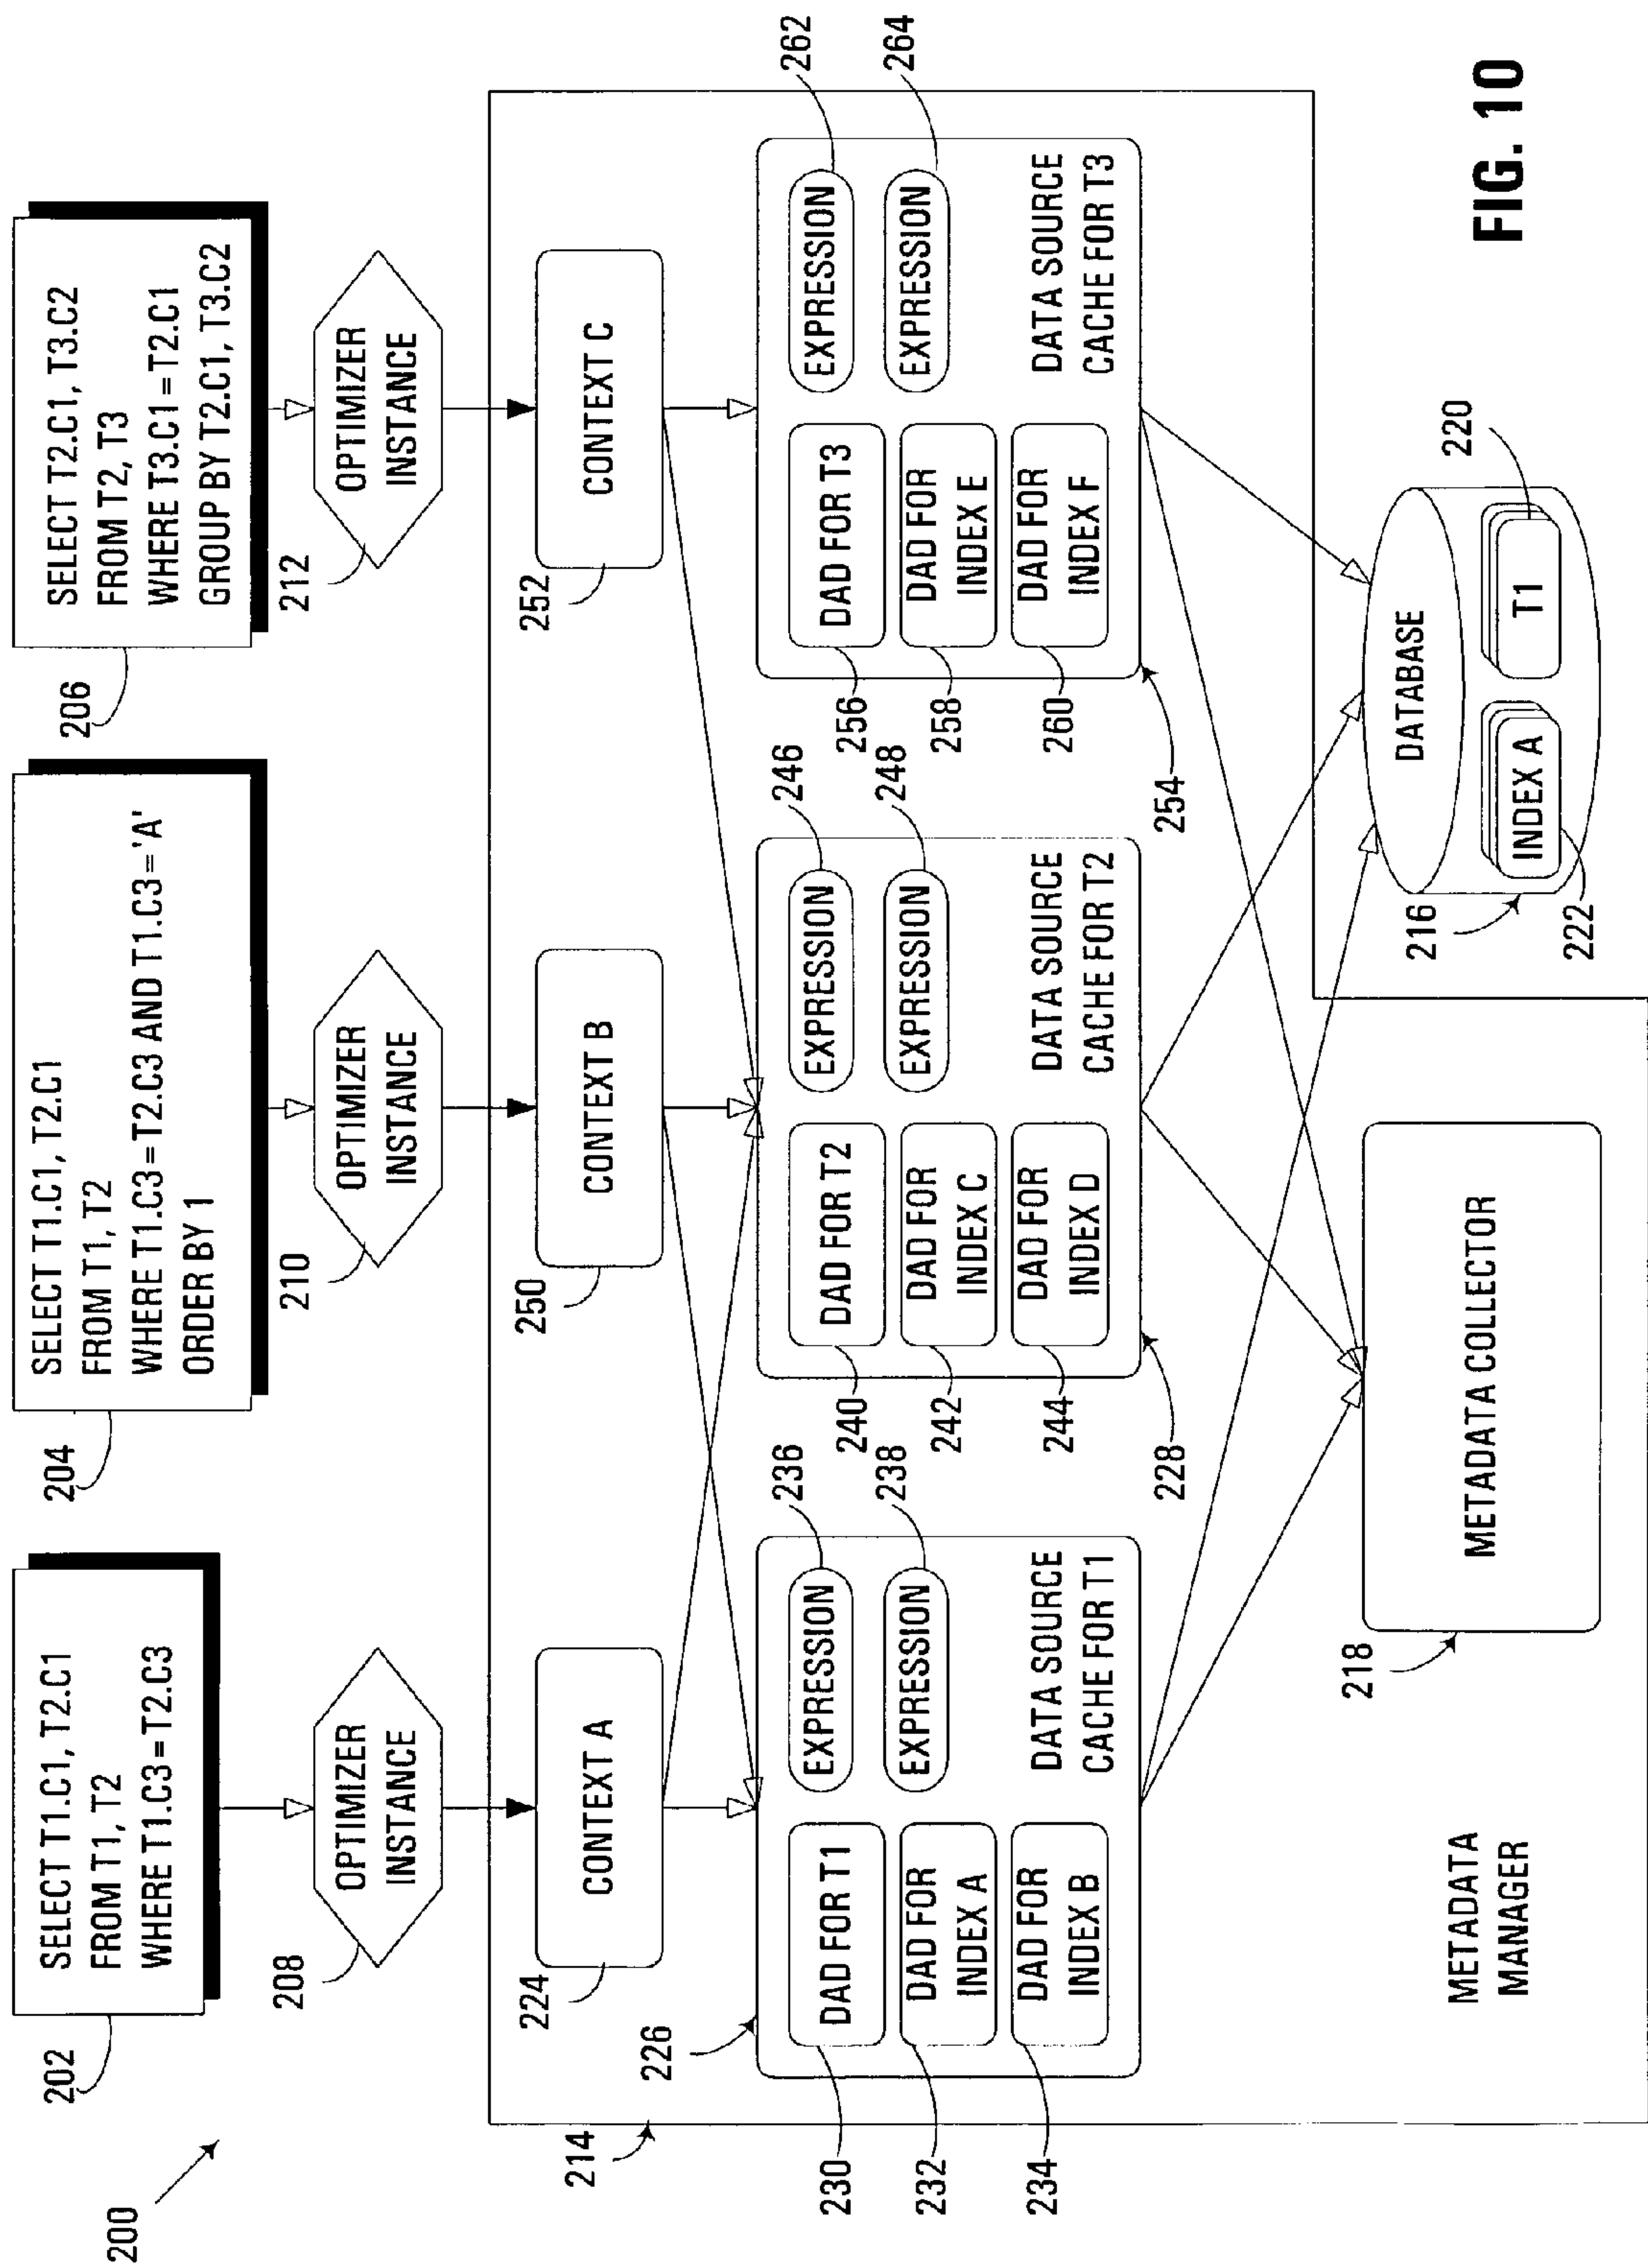 200
202
SELECT T1.C1, T2.C1
FROM T1, T2
WHERE T1.C3 = T2.C3
204
SELECT T1.C1, T2.C1
FROM T1, T2
WHERE T1.C3 = T2.C3 AND T1.C3 = 'A'
ORDER BY 1
206
SELECT T2.C1, T3.C2
FROM T2, T3
WHERE T3.C1 = T2.C1
GROUP BY T2.C1, T3.C2
208
OPTIMIZER
INSTANCE
210
OPTIMIZER
INSTANCE
212
OPTIMIZER
INSTANCE
214
224
CONTEXT A
250
CONTEXT B
252
CONTEXT C
226
230
DAD FOR T1
232
DAD FOR
INDEX A
234
DAD FOR
INDEX B
EXPRESSION
236
EXPRESSION
238
DATA SOURCE
CACHE FOR T1
240
DAD FOR T2
242
DAD FOR
INDEX C
244
DAD FOR
INDEX D
EXPRESSION
246
EXPRESSION
248
DATA SOURCE
CACHE FOR T2
228
256
DAD FOR T3
258
DAD FOR
INDEX E
260
DAD FOR
INDEX F
EXPRESSION
262
EXPRESSION
264
DATA SOURCE
CACHE FOR T3
254
METADATA
MANAGER
218
METADATA COLLECTOR
216
DATABASE
INDEX A
222
T1
220
FIG. 10